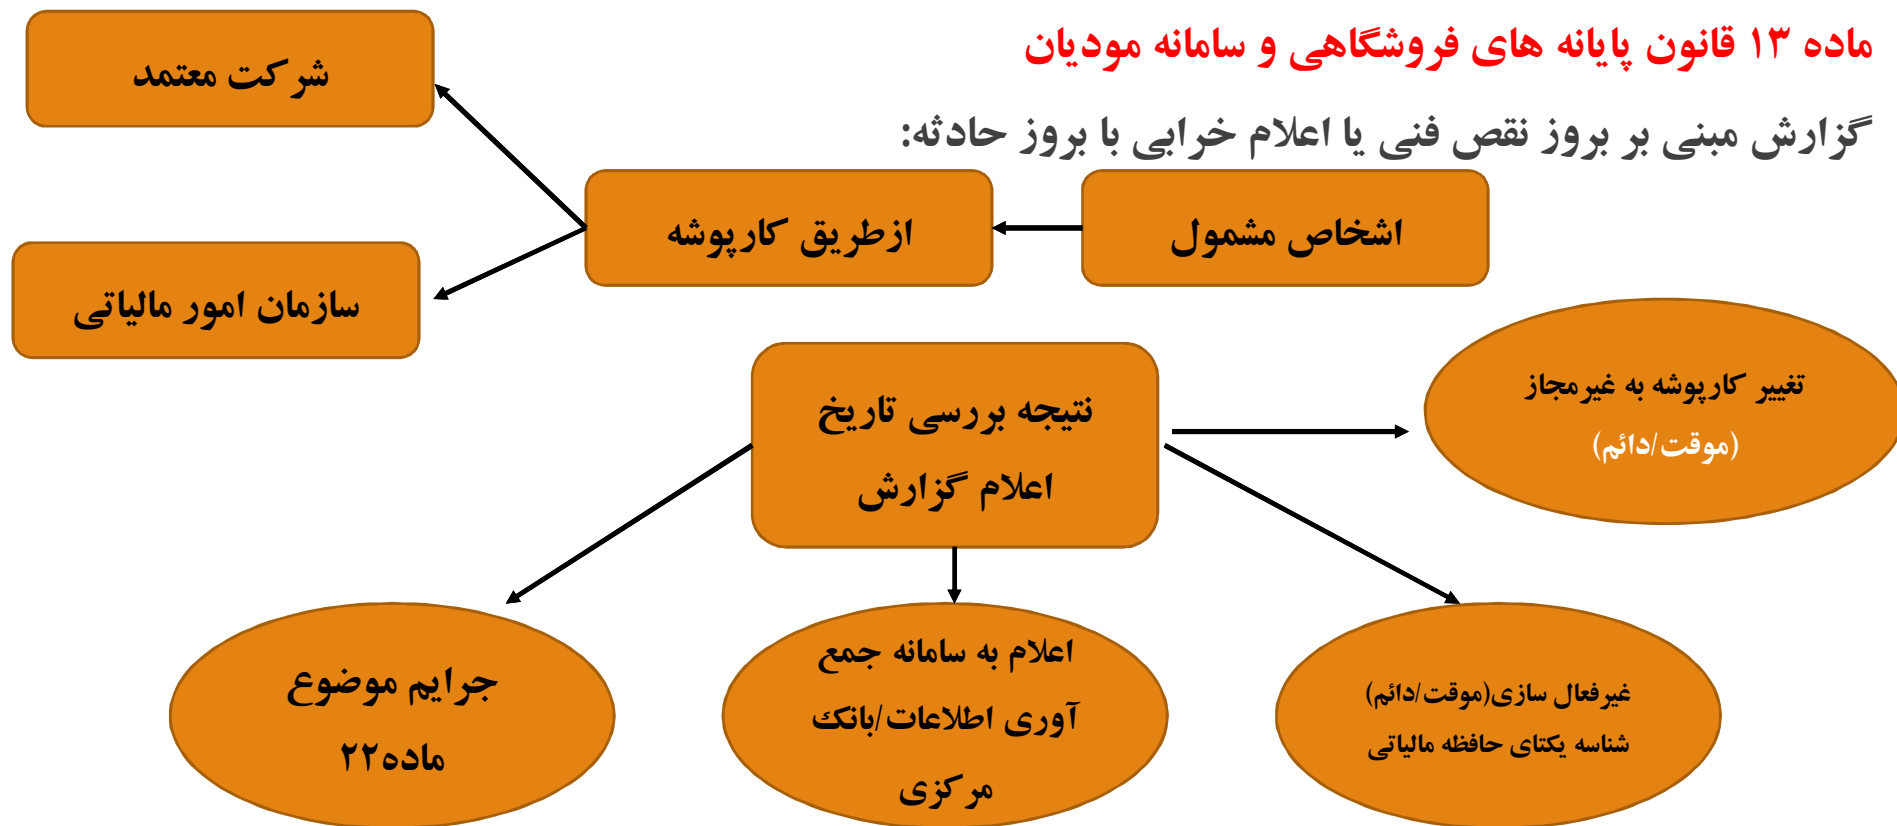 ماده ۱۳ قانون پایانه های فروشگاهی و سامانه مودیان
گزارش مبنی بر بروز نقص فنی یا اعلام خرابی با بروز حادثه:
اشخاص مشمول
ازطریق کارپوشه
شرکت معتمد
سازمان امور مالیاتی
نتیجه بررسی تاریخ
اعلام گزارش
تغییر کارپوشه به غیرمجاز
(موقت/دائم)
غیرفعال سازی(موقت/دائم)
شناسه یکتای حافظه مالیاتی
اعلام به سامانه جمع
آوری اطلاعات/بانک
مرکزی
جرایم موضوع
ماده۲۲